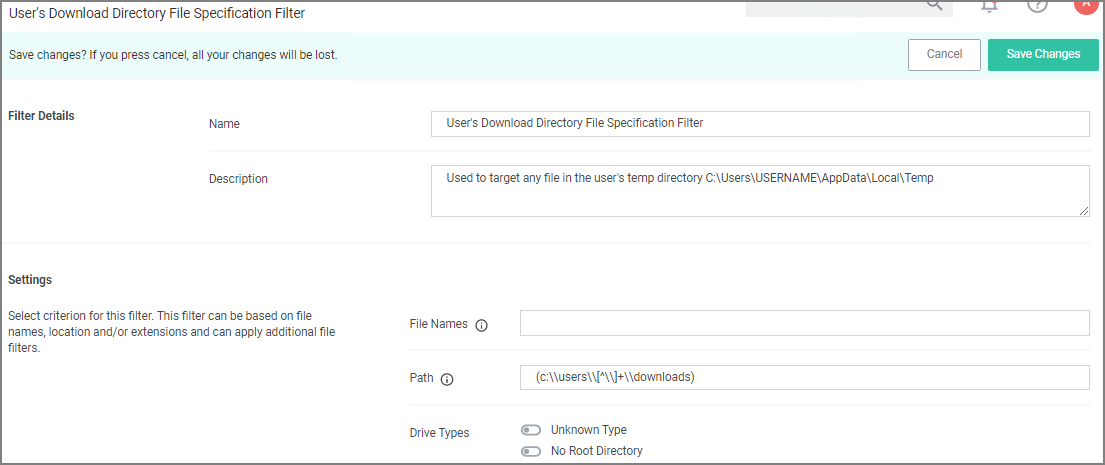 User's Download Directory File Specification Filter
A
Save changes? If you press cancel, all your changes will be lost.
Cancel
Save Changes
Filter Details
Name
User's Download Directory File Specification Filter
Description
Used to target any file in the user's temp directory C:\Users\USERNAME\AppData\Local\Temp
Settings
Select criterion for this filter. This filter can be based on file
names, location and/or extensions and can apply additional file
filters.
File Names
Path
(c:\\users\\[^\\]+\\downloads)
Drive Types
Unknown Type
No Root Directory